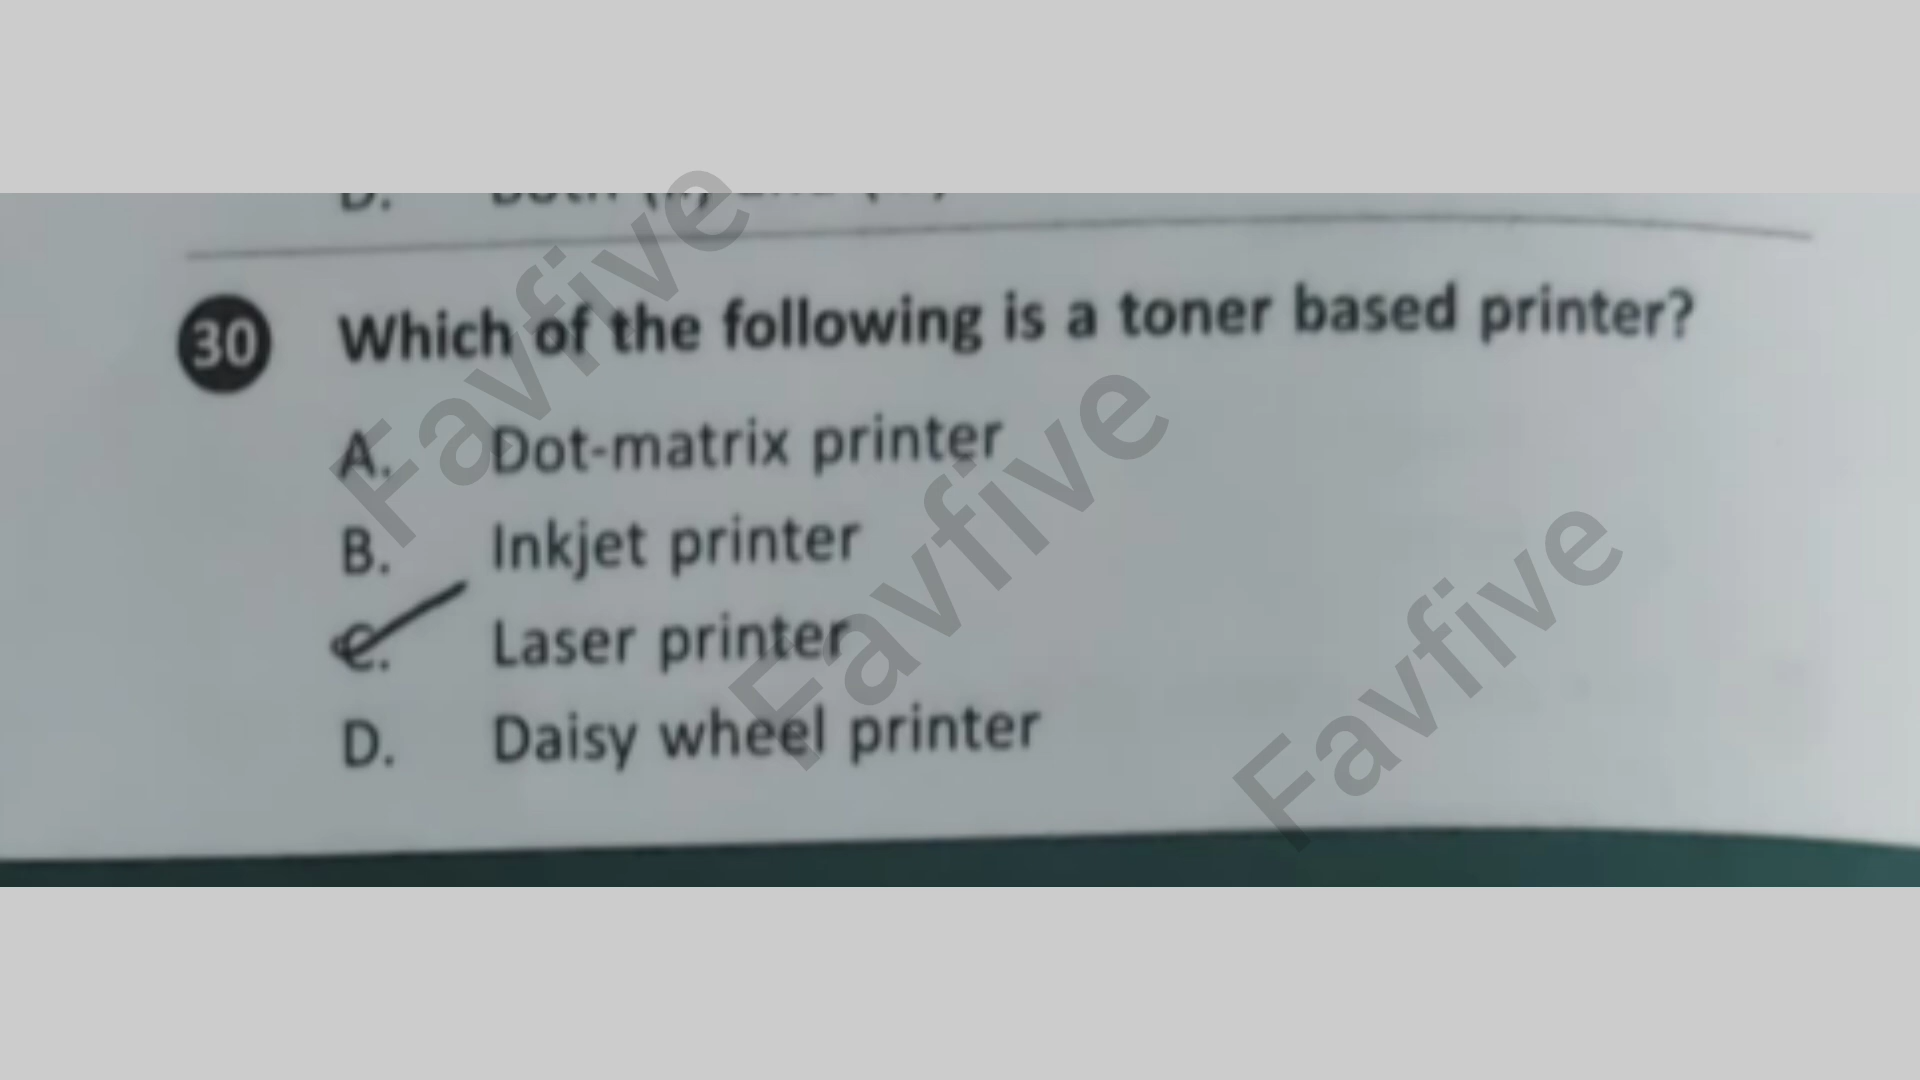 D.
30 Which of the following is a toner based printer?
A. Dot-matrix printer
B. Inkjet printer
C. Laser printer
D. Daisy wheel printer
Favfive
Favfive
Favfive